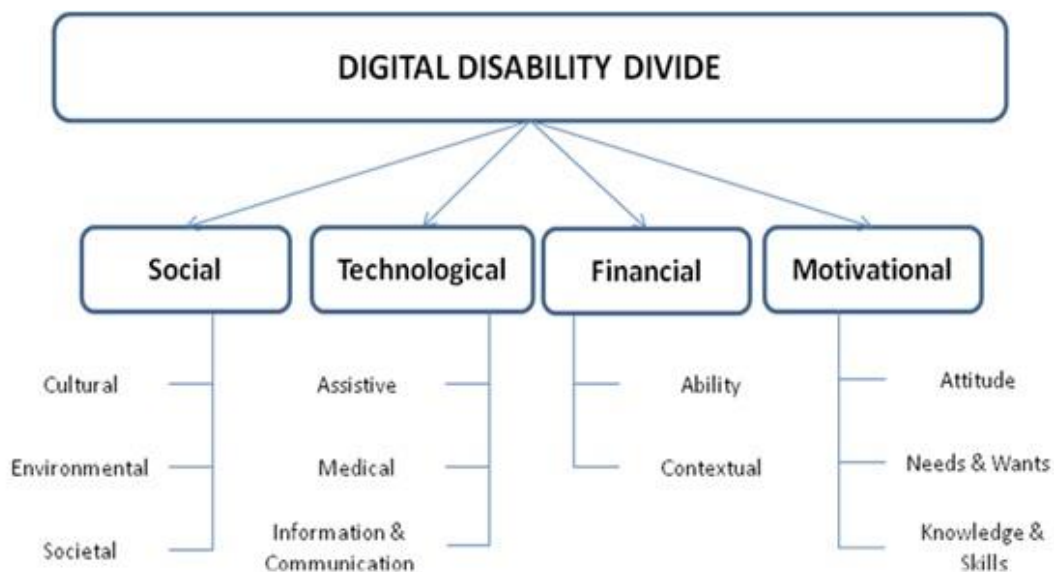 DIGITAL DISABILITY DIVIDE
Social
Technological
Financial
Motivational
Cultural
Environmental
Societal
Assistive
Medical
Information &
Communication
Ability
Contextual
Attitude
Needs & Wants
Knowledge &
Skills